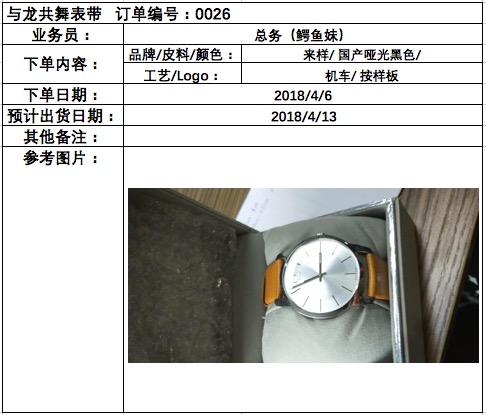 与龙共舞表带 订单编号：0026
业务员： 总务（鳄鱼妹）
下单内容： 品牌/皮料/颜色： 来样/ 国产哑光黑色/
工艺/Logo： 机车/ 按样板
下单日期： 2018/4/6
预计出货日期： 2018/4/13
其他备注：
参考图片：